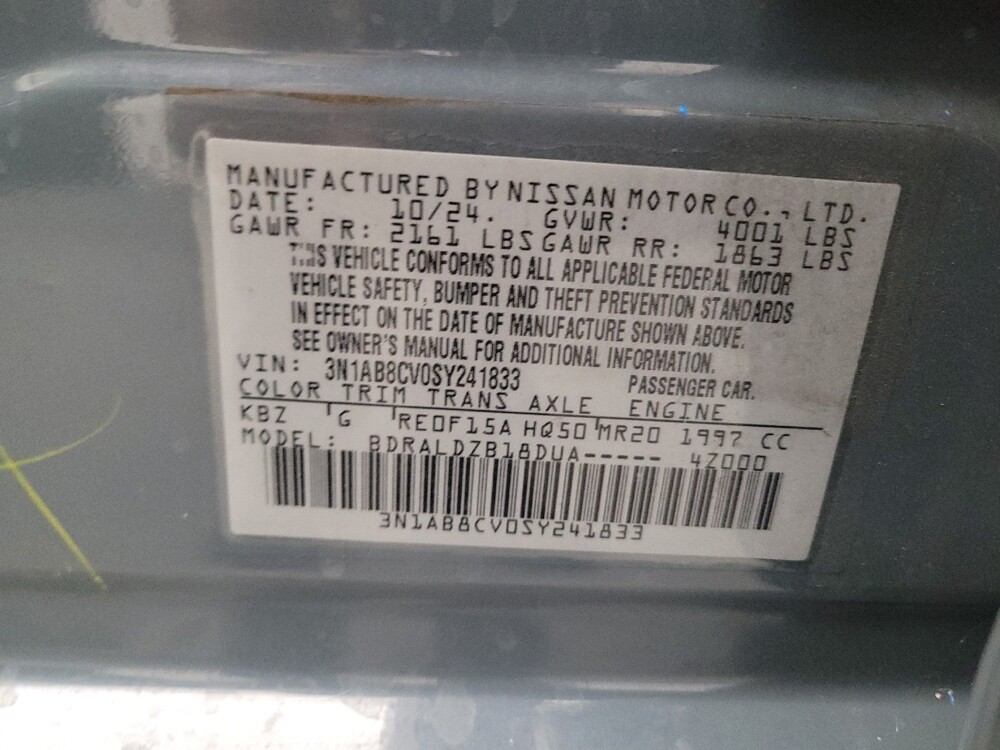 MANUFACTURED BY NISSAN MOTOR CO., LTD.
DATE: 10/24. GVWR: 4001 LBS
GAWR FR: 2161 LBS GAWR RR: 1863 LBS
THIS VEHICLE CONFORMS TO ALL APPLICABLE FEDERAL MOTOR
VEHICLE SAFETY, BUMPER AND THEFT PREVENTION STANDARDS
IN EFFECT ON THE DATE OF MANUFACTURE SHOWN ABOVE.
SEE OWNER'S MANUAL FOR ADDITIONAL INFORMATION.
VIN: 3N1AB8CV0SY241833 PASSENGER CAR.
COLOR TRIM TRANS AXLE ENGINE
KBZ G RE0F15A HQ50 MR20 1997 CC
MODEL: BDRALDZB18DUA----- 4Z000
3N1AB8CV0SY241833